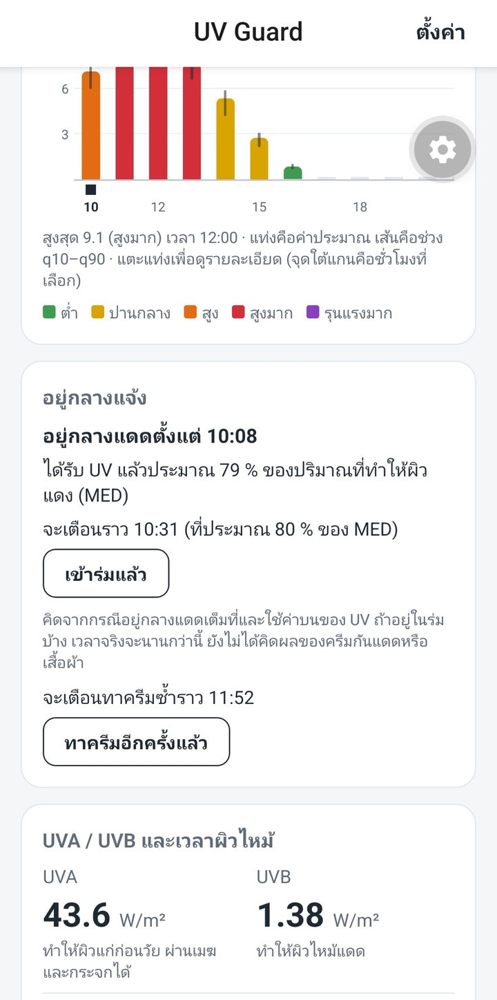 UV Guard
ตั้งค่า
6
3
10
12
15
18
สูงสุด 9.1 (สูงมาก) เวลา 12:00 · แท่งคือค่าประมาณ เส้นคือช่วง
q10–q90 · แตะแท่งเพื่อดูรายละเอียด (จุดใต้แกนคือชั่วโมงที่
เลือก)
ต่ำ ปานกลาง สูง สูงมาก รุนแรงมาก
อยู่กลางแจ้ง
อยู่กลางแดดตั้งแต่ 10:08
ได้รับ UV แล้วประมาณ 79 % ของปริมาณที่ทำให้ผิว
แดง (MED)
จะเตือนราว 10:31 (ที่ประมาณ 80 % ของ MED)
เข้าร่มแล้ว
คิดจากกรณีอยู่กลางแดดเต็มที่และใช้ค่าบนของ UV ถ้าอยู่ในร่ม
บ้าง เวลาจริงจะนานกว่านี้ ยังไม่ได้คิดผลของครีมกันแดดหรือ
เสื้อผ้า
จะเตือนทาครีมซ้ำราว 11:52
ทาครีมอีกครั้งแล้ว
UVA / UVB และเวลาผิวไหม้
UVA
UVB
43.6 W/m²
1.38 W/m²
ทำให้ผิวแก่ก่อนวัย ผ่านเมฆ
และกระจกได้
ทำให้ผิวไหม้แดด